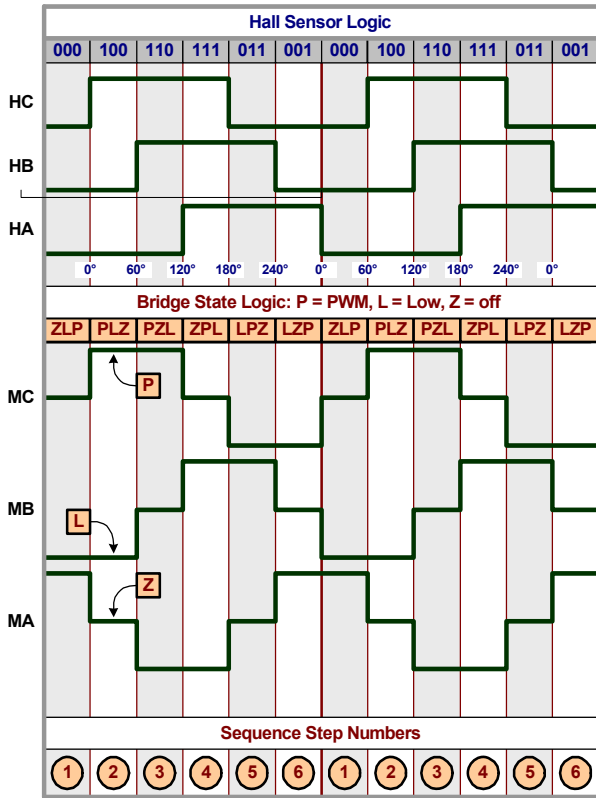 Hall Sensor Logic
000 100 110 111 011 001 000 100 110 111 011 001
HC
HB
HA
0° 60° 120° 180° 240° 0° 60° 120° 180° 240° 0°
Bridge State Logic: P = PWM, L = Low, Z = off
ZLP PLZ PZL ZPL LPZ LZP ZLP PLZ PZL ZPL LPZ LZP
P
MC
MB
L
Z
MA
Sequence Step Numbers
1 2 3 4 5 6 1 2 3 4 5 6